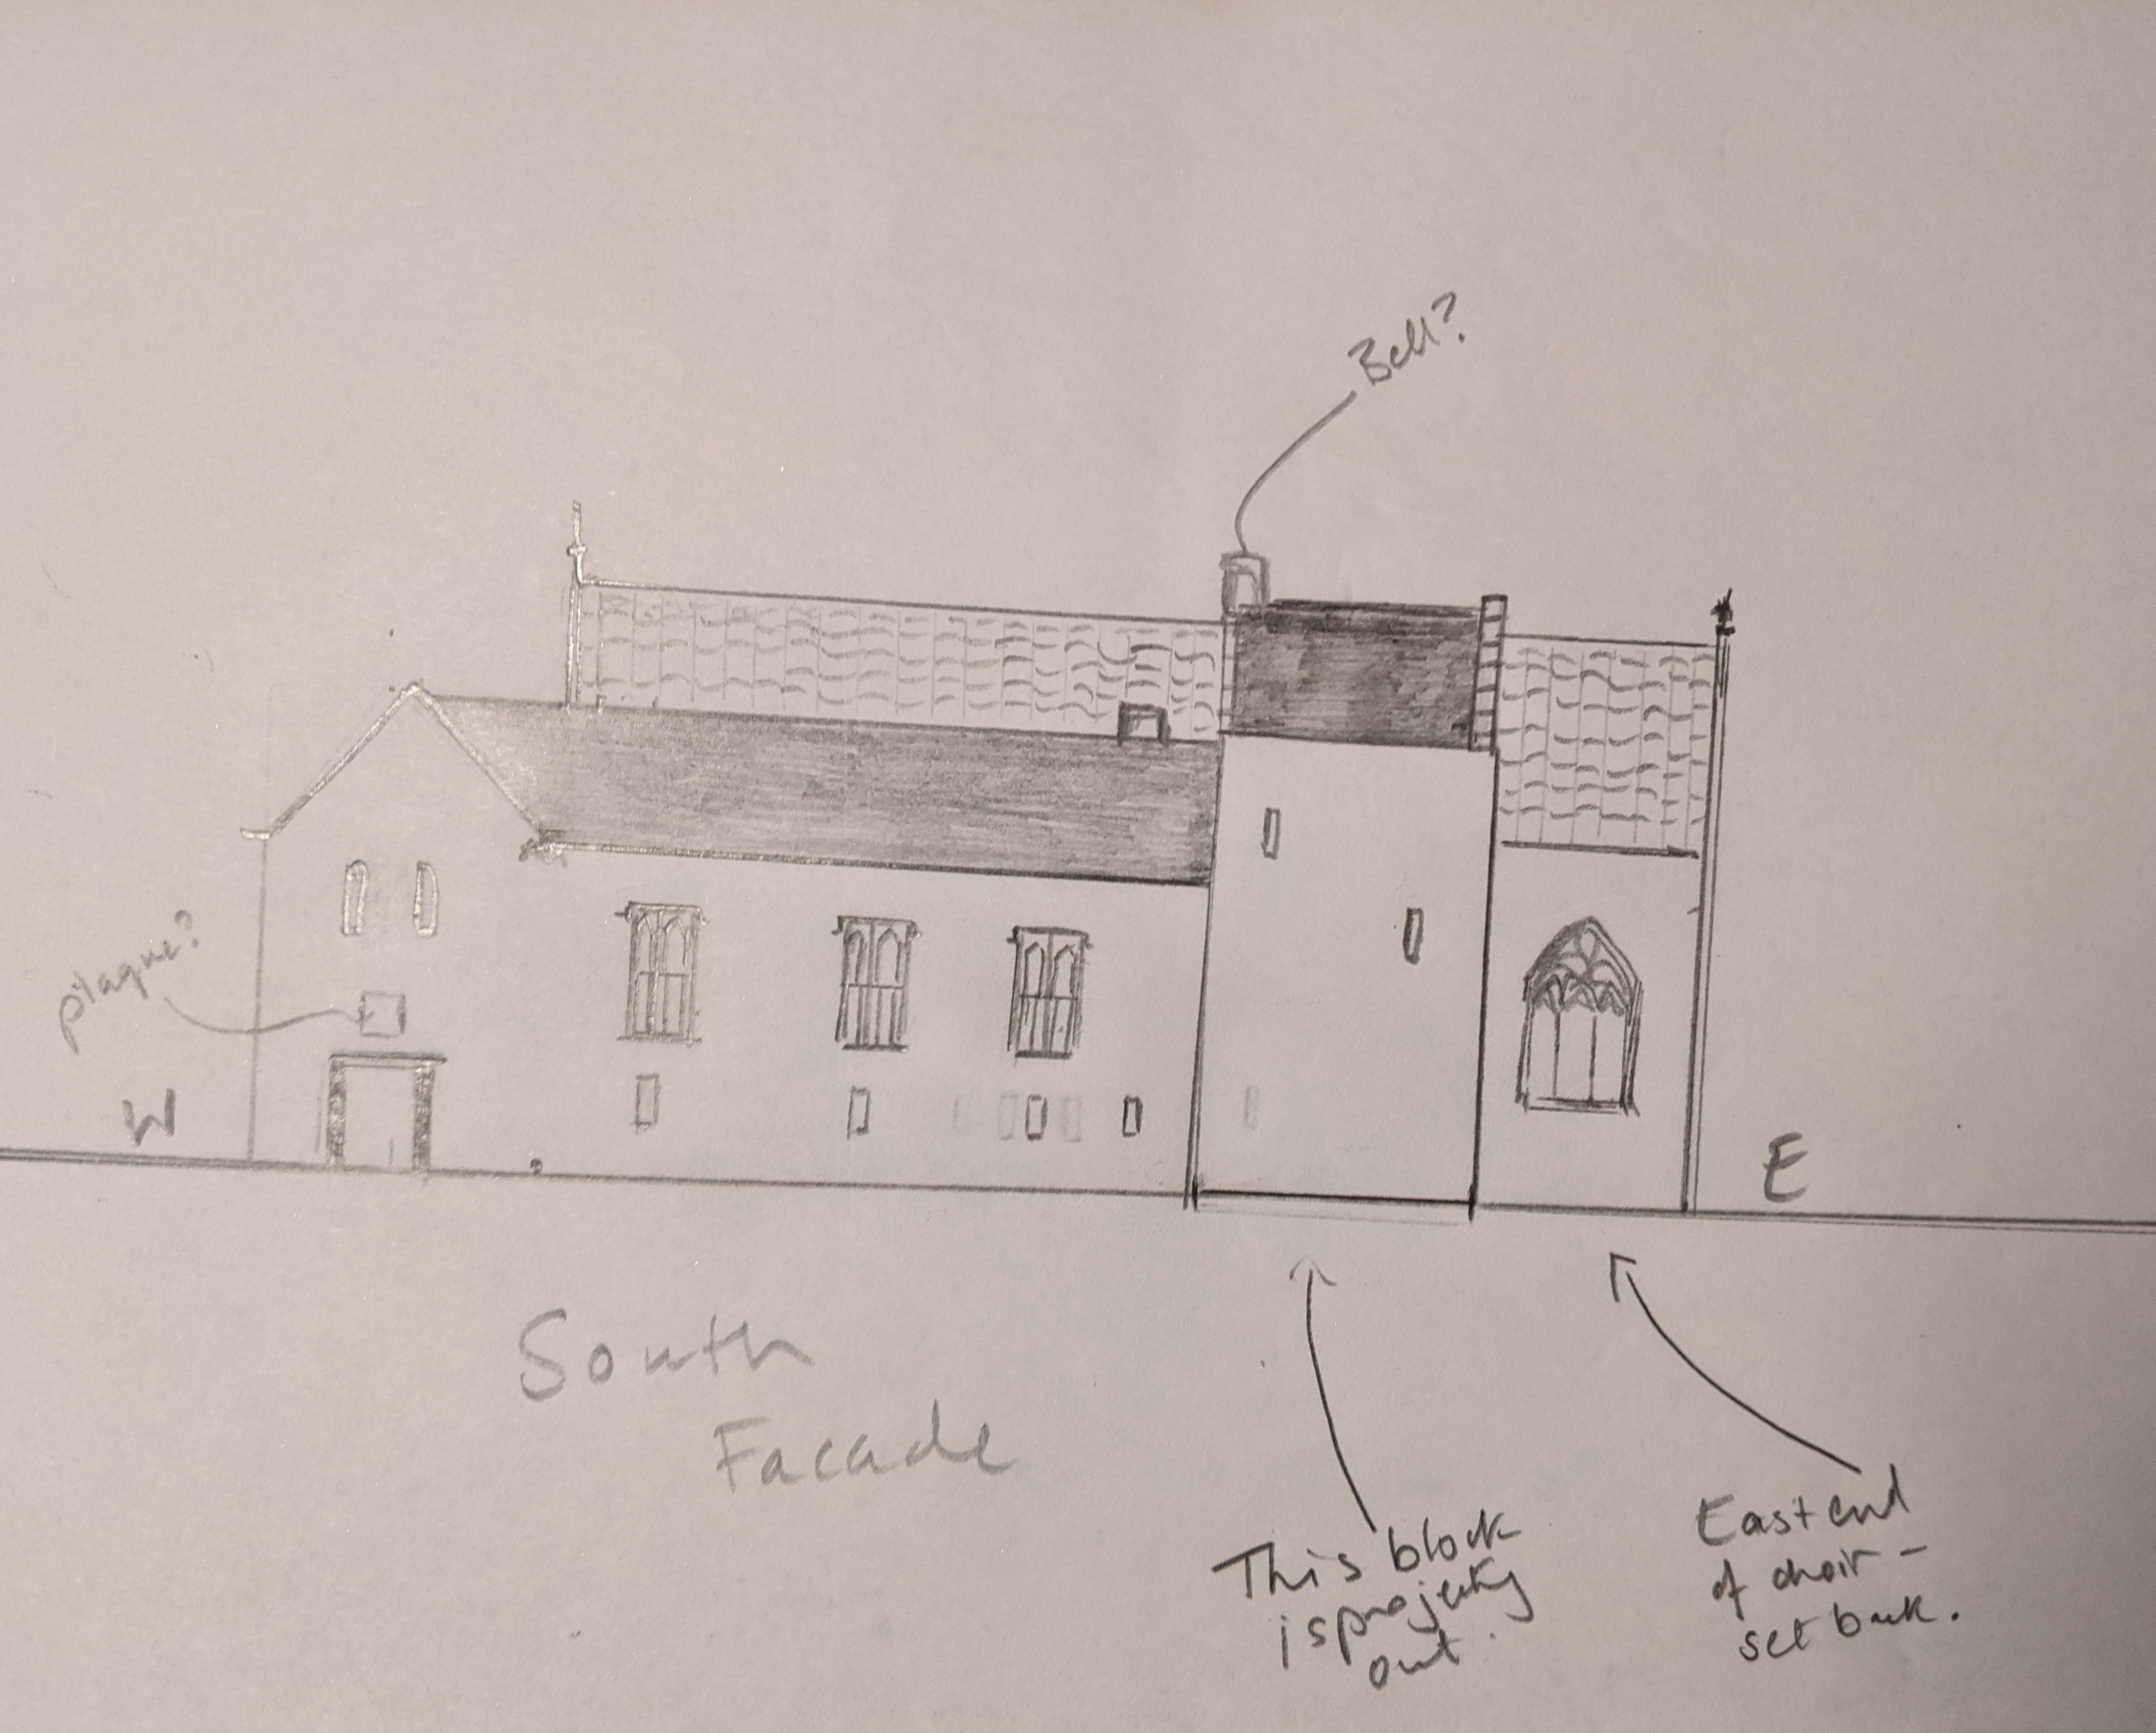 Bell?
plaque?
W
E
South
Facade
This block
is projecting
out.
East end
of choir -
set back.